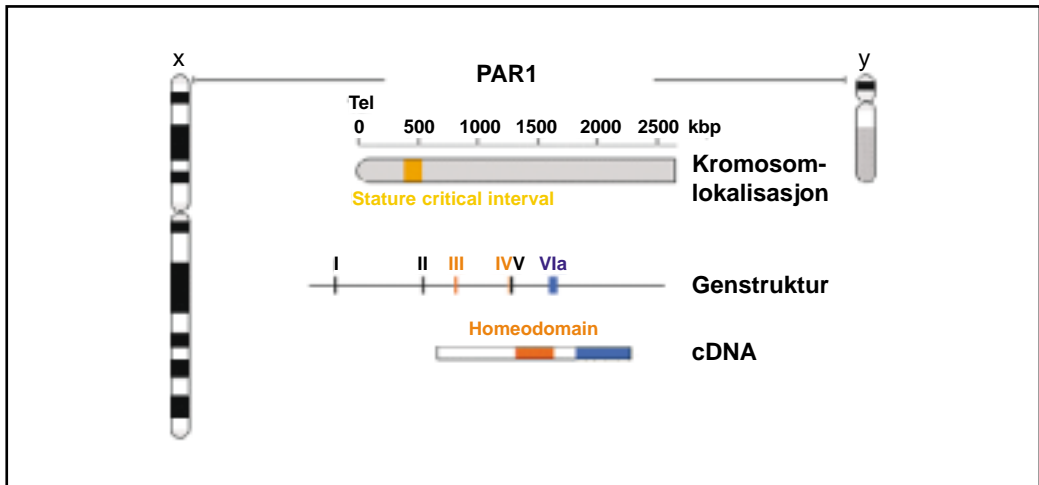 x
PAR1
y
Tel
0 500 1000 1500 2000 2500 kbp
Kromosom-
lokalisasjon
Stature critical interval
I II III IV V VIa
Genstruktur
Homeodomain
cDNA